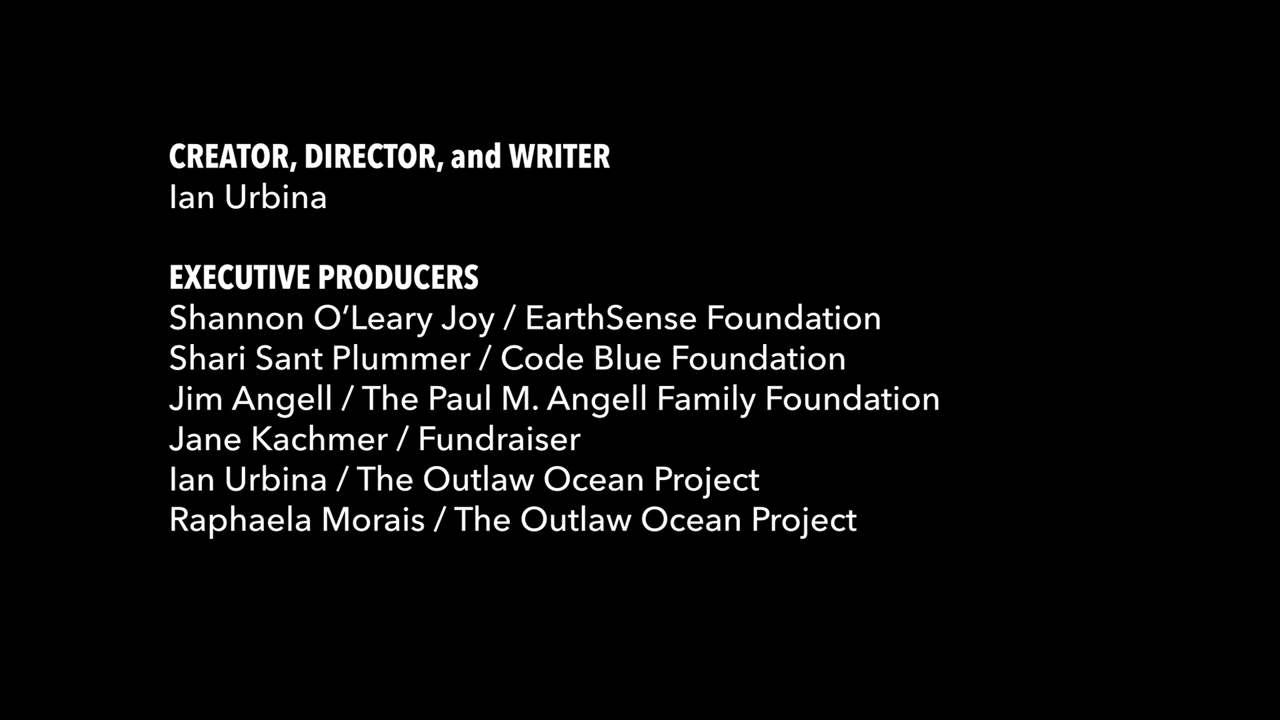 CREATOR, DIRECTOR, and WRITER
Ian Urbina
EXECUTIVE PRODUCERS
Shannon O’Leary Joy / EarthSense Foundation
Shari Sant Plummer / Code Blue Foundation
Jim Angell / The Paul M. Angell Family Foundation
Jane Kachmer / Fundraiser
Ian Urbina / The Outlaw Ocean Project
Raphaela Morais / The Outlaw Ocean Project